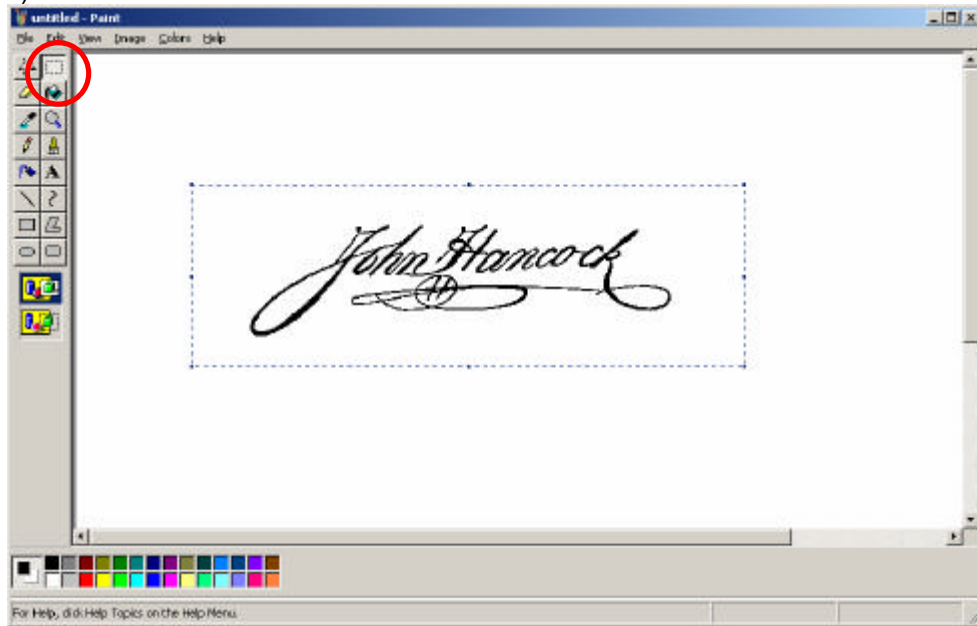 untitled - Paint
File Edit View Image Colors Help
A
John Hancock
H
For Help, click Help Topics on the Help Menu.